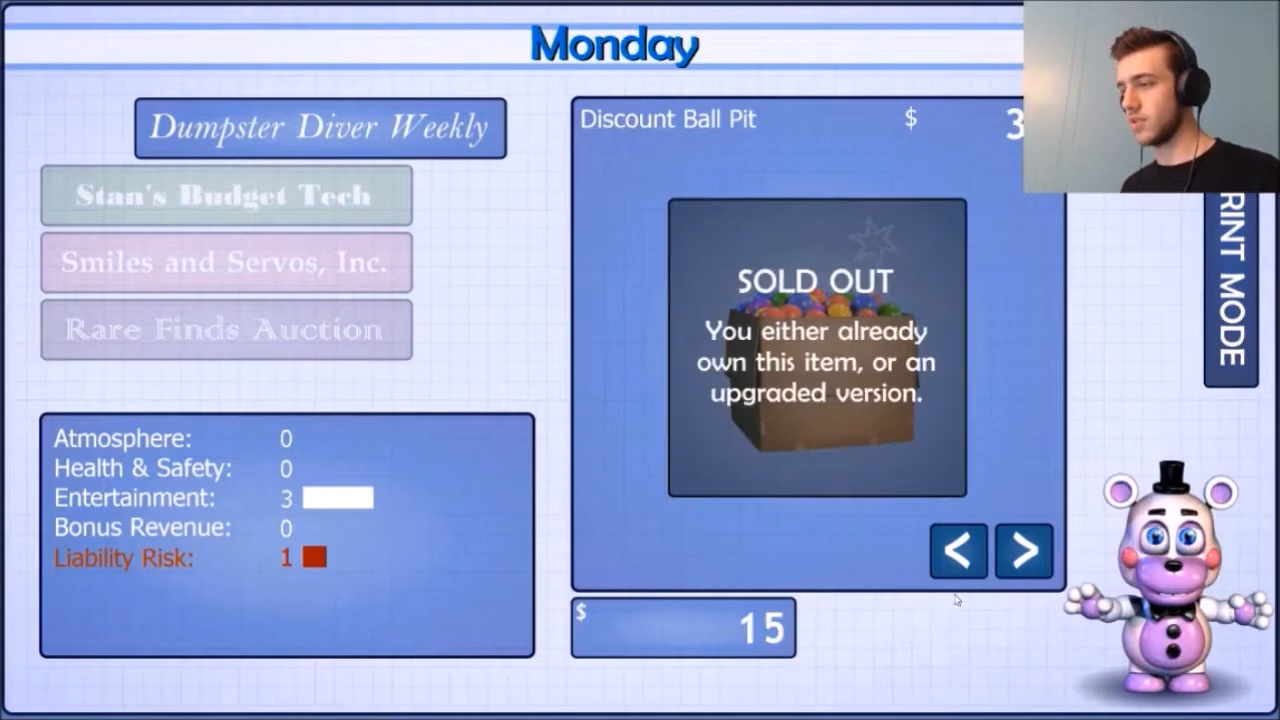 Monday
Dumpster Diver Weekly
Stan's Budget Tech
Smiles and Servos, Inc.
Rare Finds Auction
Atmosphere: 0
Health & Safety: 0
Entertainment: 3
Bonus Revenue: 0
Liability Risk: 1
Discount Ball Pit $ 3
SOLD OUT
You either already
own this item, or an
upgraded version.
< >
$ 15
RINT MODE